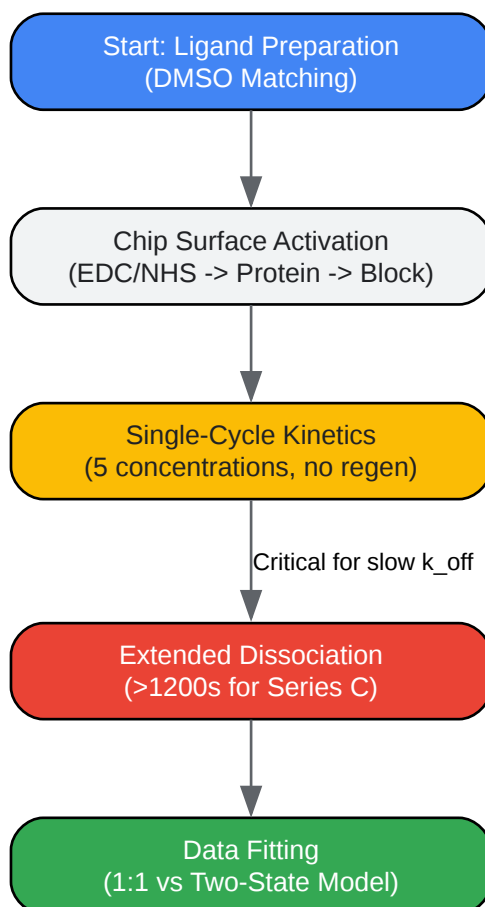 Start: Ligand Preparation
(DMSO Matching)
Chip Surface Activation
(EDC/NHS -> Protein -> Block)
Single-Cycle Kinetics
(5 concentrations, no regen)
Critical for slow k_off
Extended Dissociation
(>1200s for Series C)
Data Fitting
(1:1 vs Two-State Model)